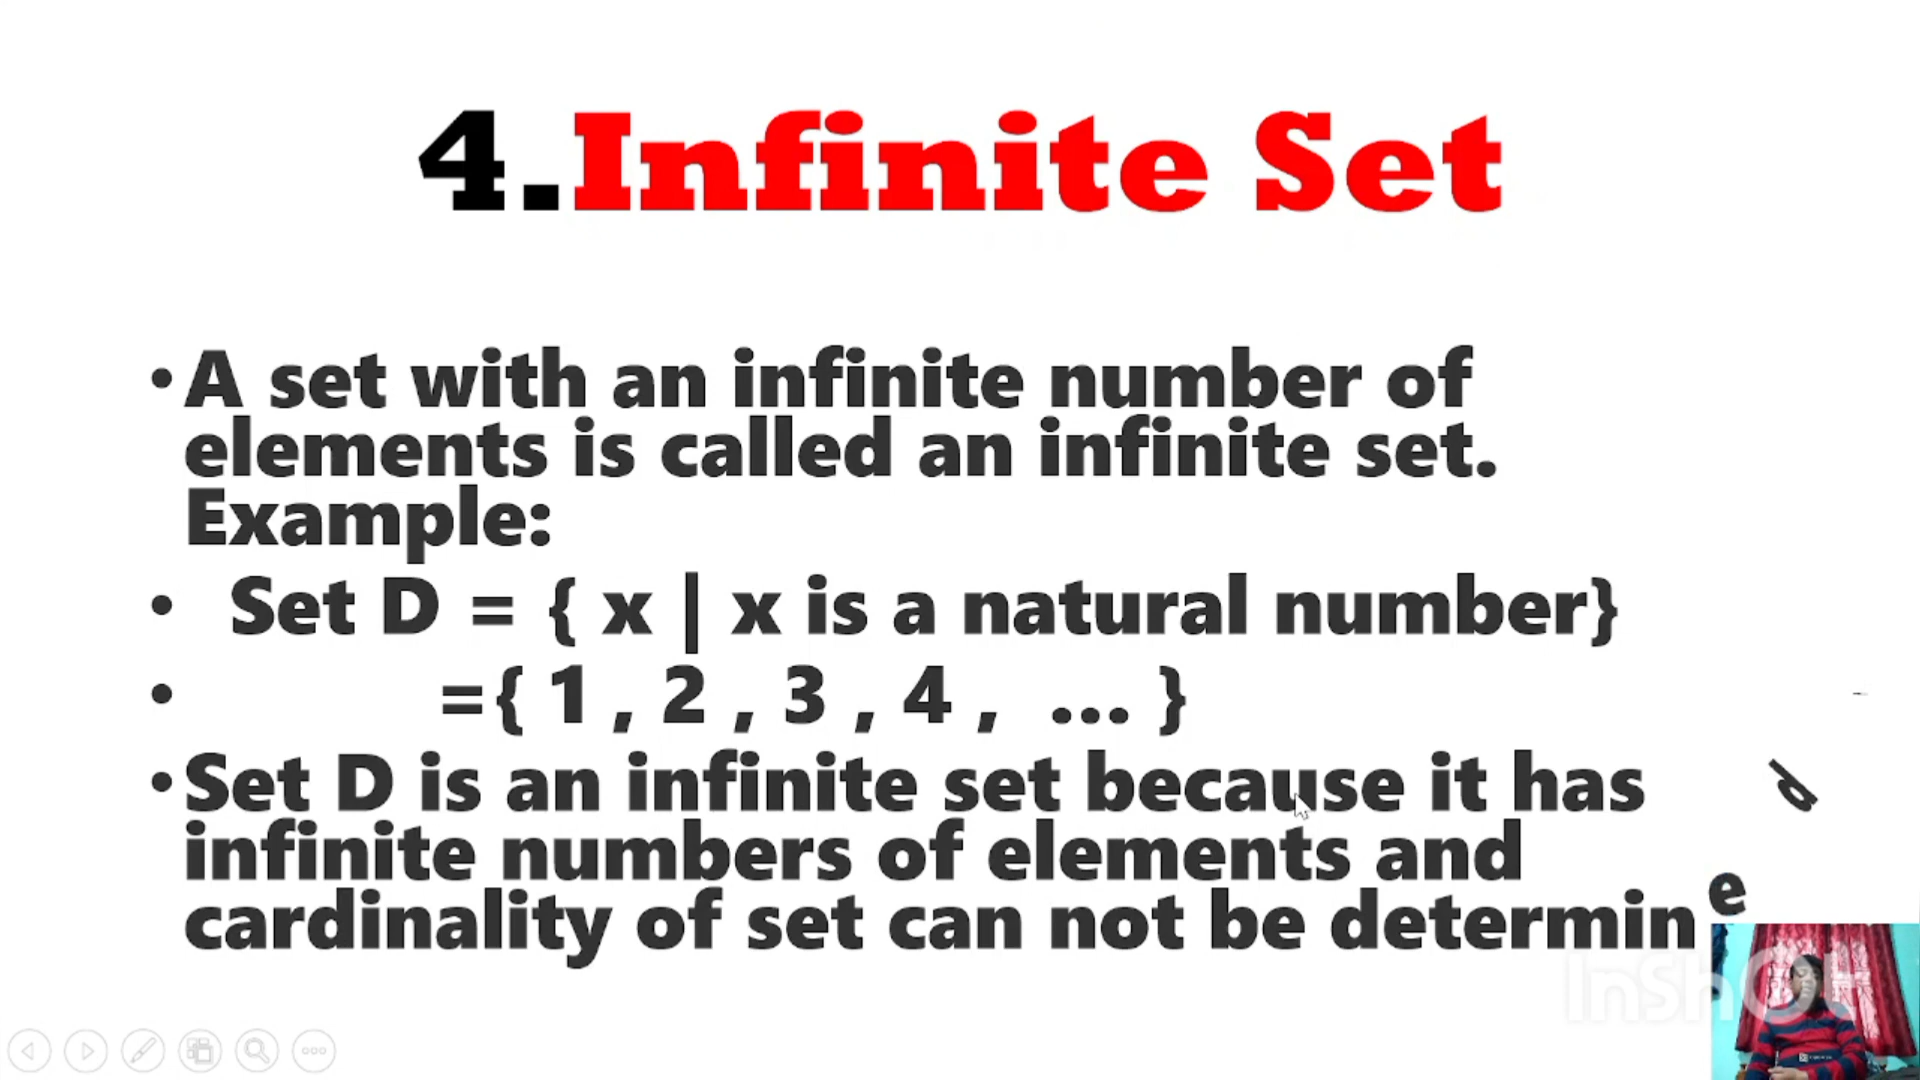 4.Infinite Set
•A set with an infinite number of
elements is called an infinite set.
Example:
• Set D = { x | x is a natural number}
• ={ 1 , 2 , 3 , 4 , ... }
•Set D is an infinite set because it has
infinite numbers of elements and
cardinality of set can not be determined
InShOt